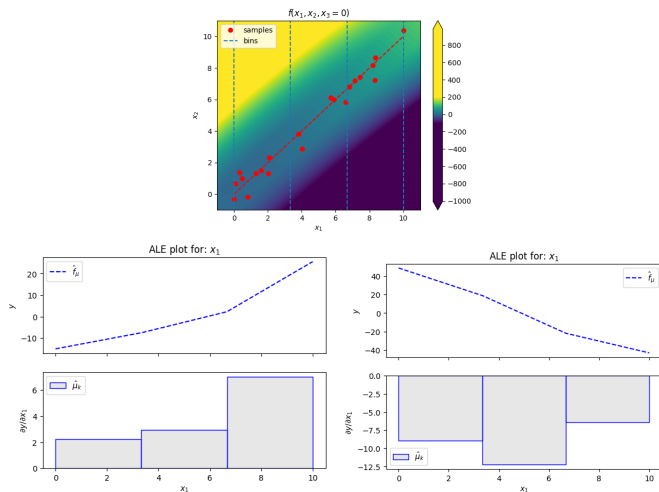 f(x₁, x₂, x₃ = 0)
samples
bins
10
8
6
4
2
0
x₂
0 2 4 6 8 10
x₁
800
600
400
200
0
−200
−400
−600
−800
−1000
ALE plot for: x₁
f̂_μ
20
10
0
−10
y
μ̂_k
6
4
2
0
∂y/∂x₁
0 2 4 6 8 10
x₁
ALE plot for: x₁
f̂_μ
40
20
0
−20
−40
y
0.0
−2.5
−5.0
−7.5
−10.0
−12.5
∂y/∂x₁
μ̂_k
0 2 4 6 8 10
x₁